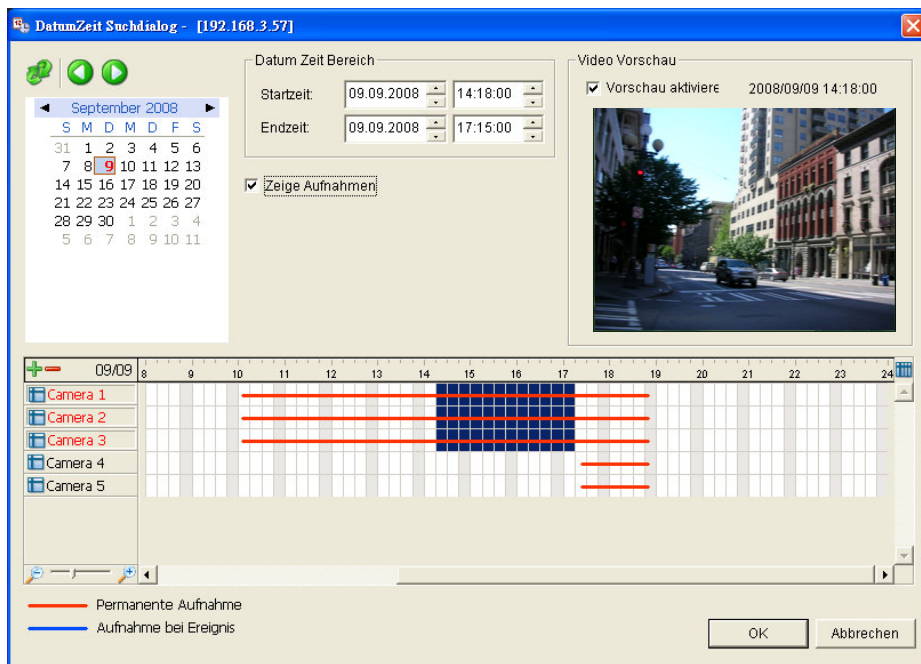 DatumZeit Suchdialog - [192.168.3.57]
Datum Zeit Bereich
Startzeit: 09.09.2008 14:18:00
Endzeit: 09.09.2008 17:15:00
Zeige Aufnahmen
Video Vorschau
Vorschau aktiviere 2008/09/09 14:18:00
September 2008
S M D M D F S
31 1 2 3 4 5 6
7 8 9 10 11 12 13
14 15 16 17 18 19 20
21 22 23 24 25 26 27
28 29 30 1 2 3 4
5 6 7 8 9 10 11
09/09 8 9 10 11 12 13 14 15 16 17 18 19 20 21 22 23 24
Camera 1
Camera 2
Camera 3
Camera 4
Camera 5
Permanente Aufnahme
Aufnahme bei Ereignis
OK Abbrechen